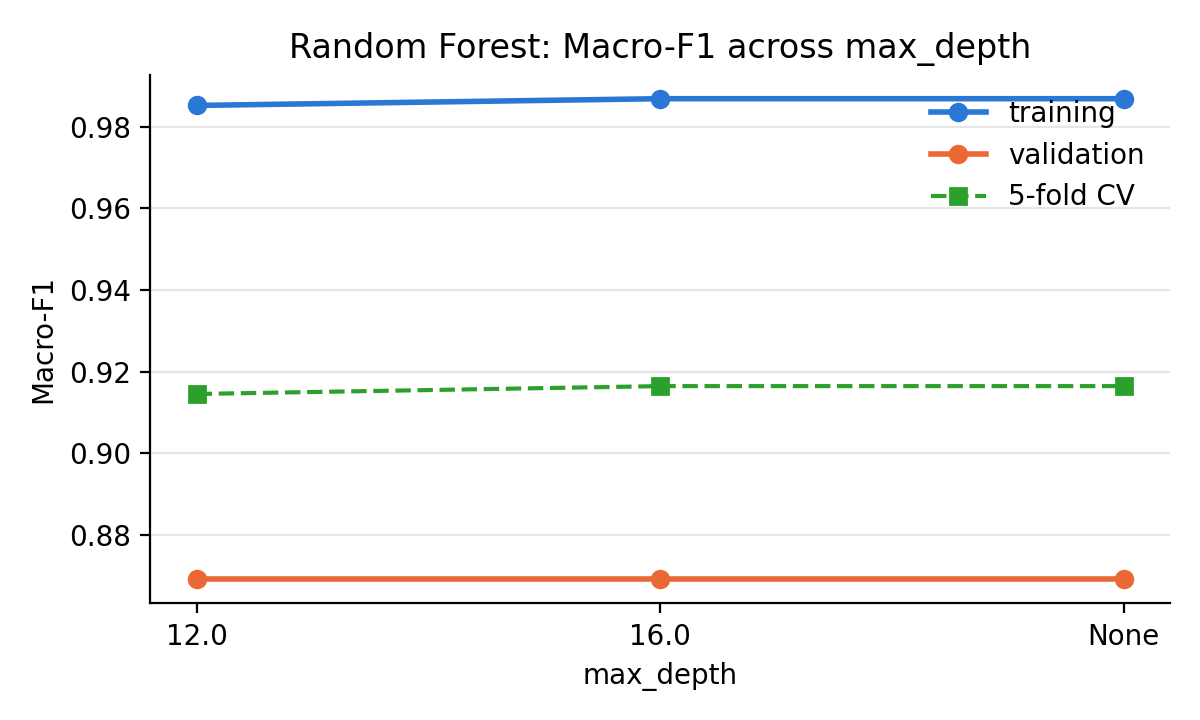 Random Forest: Macro-F1 across max_depth
training
validation
5-fold CV
Macro-F1
0.98
0.96
0.94
0.92
0.90
0.88
12.0
16.0
None
max_depth